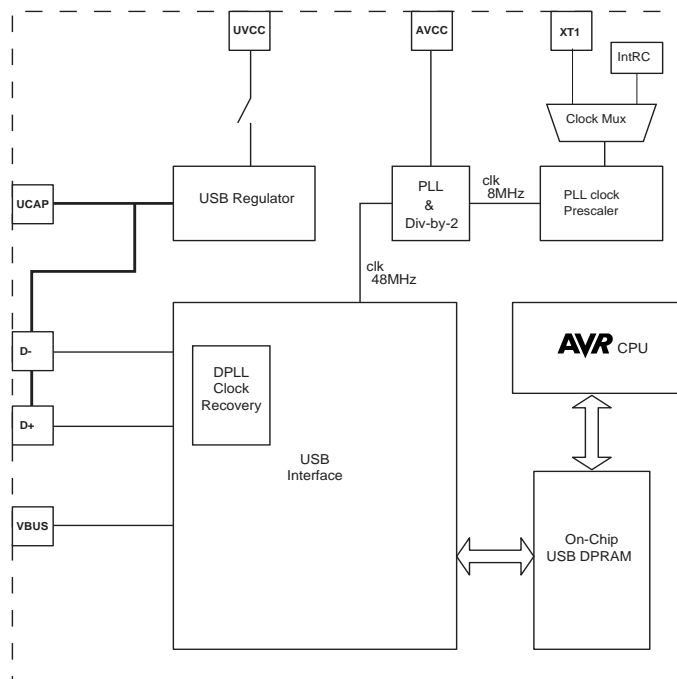 UVCC
AVCC
XT1
IntRC
Clock Mux
UCAP
USB Regulator
PLL
&
Div-by-2
clk
8MHz
PLL clock
Prescaler
clk
48MHz
D-
DPLL
Clock
Recovery
AVR CPU
D+
USB
Interface
VBUS
On-Chip
USB DPRAM